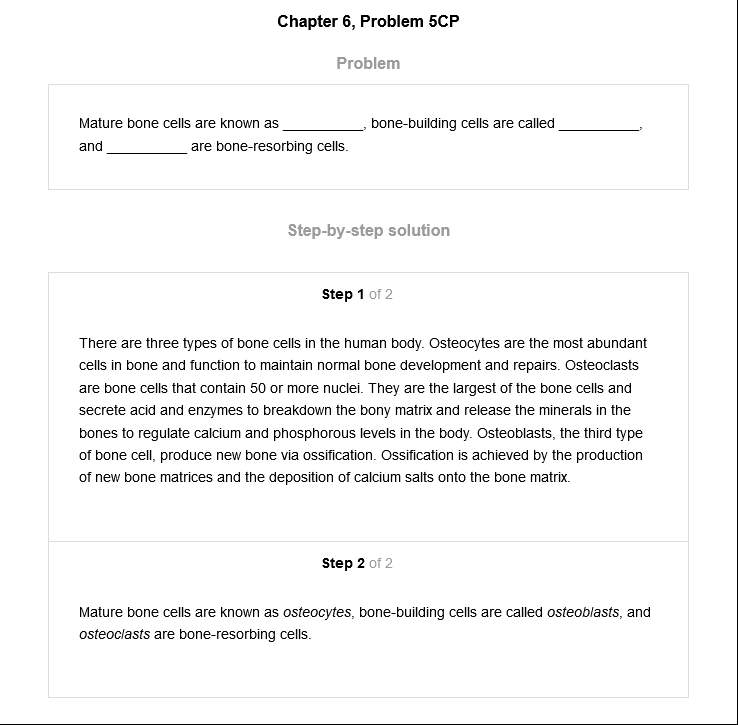 Chapter 6, Problem 5CP
Problem
Mature bone cells are known as __________, bone-building cells are called __________,
and __________ are bone-resorbing cells.
Step-by-step solution
Step 1 of 2
There are three types of bone cells in the human body. Osteocytes are the most abundant
cells in bone and function to maintain normal bone development and repairs. Osteoclasts
are bone cells that contain 50 or more nuclei. They are the largest of the bone cells and
secrete acid and enzymes to breakdown the bony matrix and release the minerals in the
bones to regulate calcium and phosphorous levels in the body. Osteoblasts, the third type
of bone cell, produce new bone via ossification. Ossification is achieved by the production
of new bone matrices and the deposition of calcium salts onto the bone matrix.
Step 2 of 2
Mature bone cells are known as osteocytes, bone-building cells are called osteoblasts, and
osteoclasts are bone-resorbing cells.